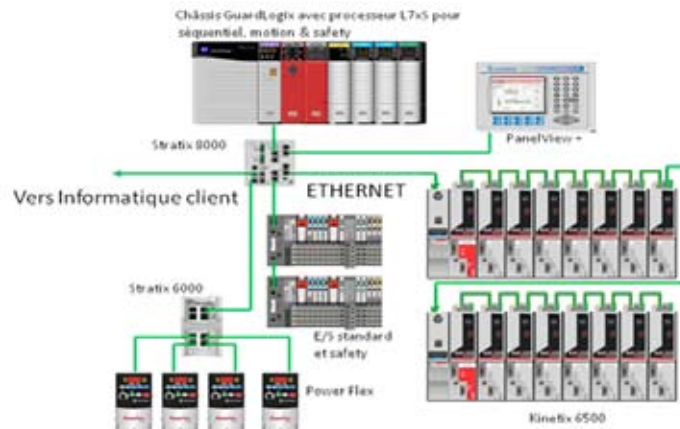 Châssis GuardLogix avec processeur L7xS pour
séquentiel, motion & safety
Stratix 8000
PanelView +
Vers Informatique client
ETHERNET
Stratix 6000
E/S standard
et safety
Power Flex
Kinetix 6500